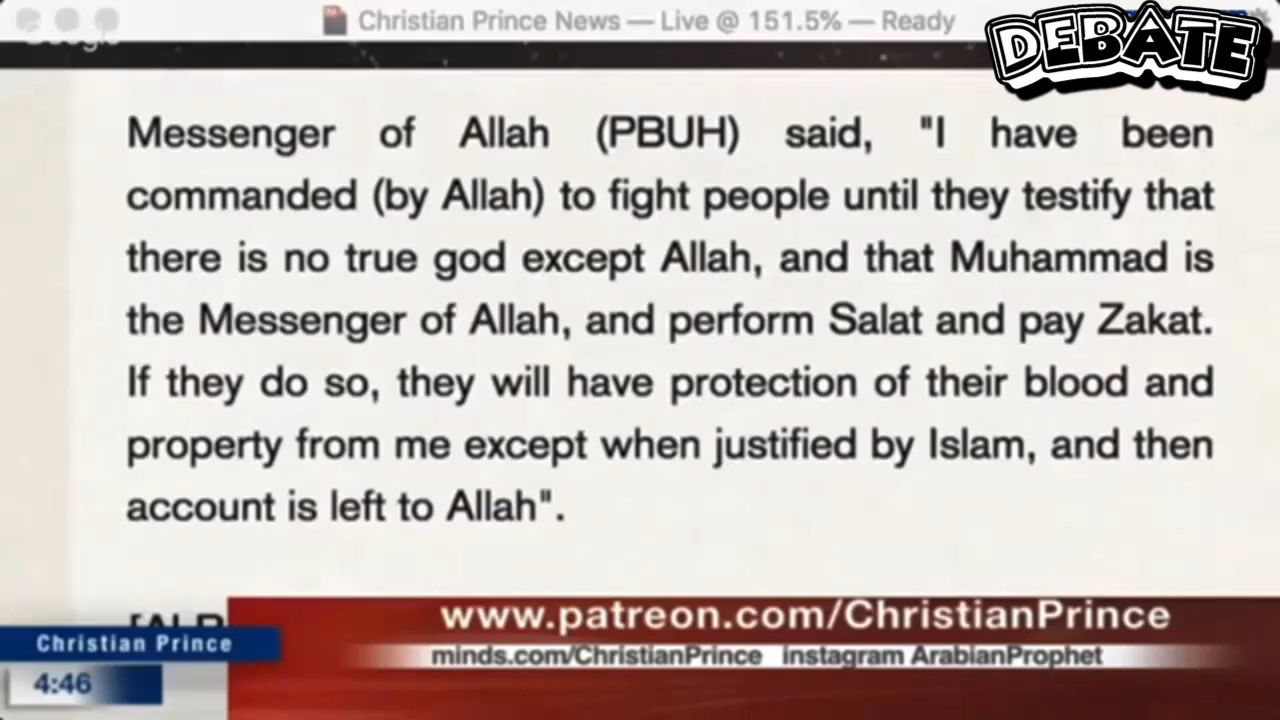 Christian Prince News — Live @ 151.5% — Ready
DEBATE
Google
Messenger of Allah (PBUH) said, "I have been
commanded (by Allah) to fight people until they testify that
there is no true god except Allah, and that Muhammad is
the Messenger of Allah, and perform Salat and pay Zakat.
If they do so, they will have protection of their blood and
property from me except when justified by Islam, and then
account is left to Allah".
www.patreon.com/ChristianPrince
Christian Prince
minds.com/ChristianPrince instagram ArabianProphet
4:46